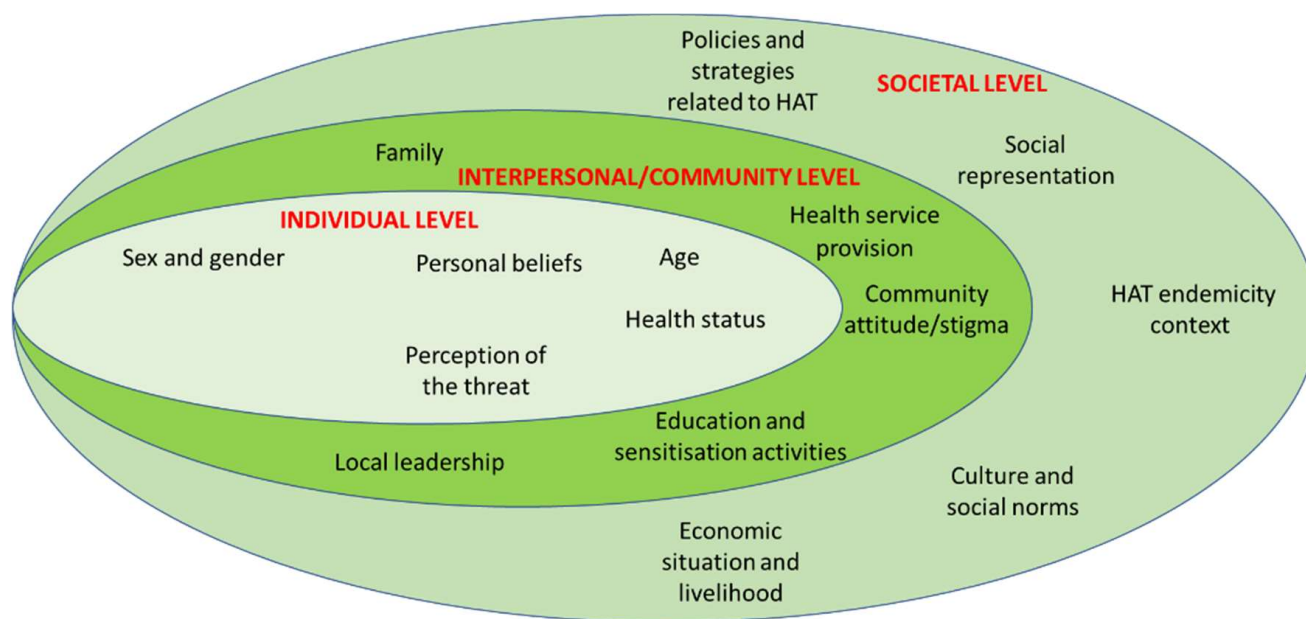 Policies and
strategies
related to HAT
SOCIETAL LEVEL
Family
Social
representation
INTERPERSONAL/COMMUNITY LEVEL
INDIVIDUAL LEVEL
Health service
provision
Sex and gender
Personal beliefs
Age
Community
attitude/stigma
HAT endemicity
context
Health status
Perception of
the threat
Education and
sensitisation activities
Local leadership
Culture and
social norms
Economic
situation and
livelihood